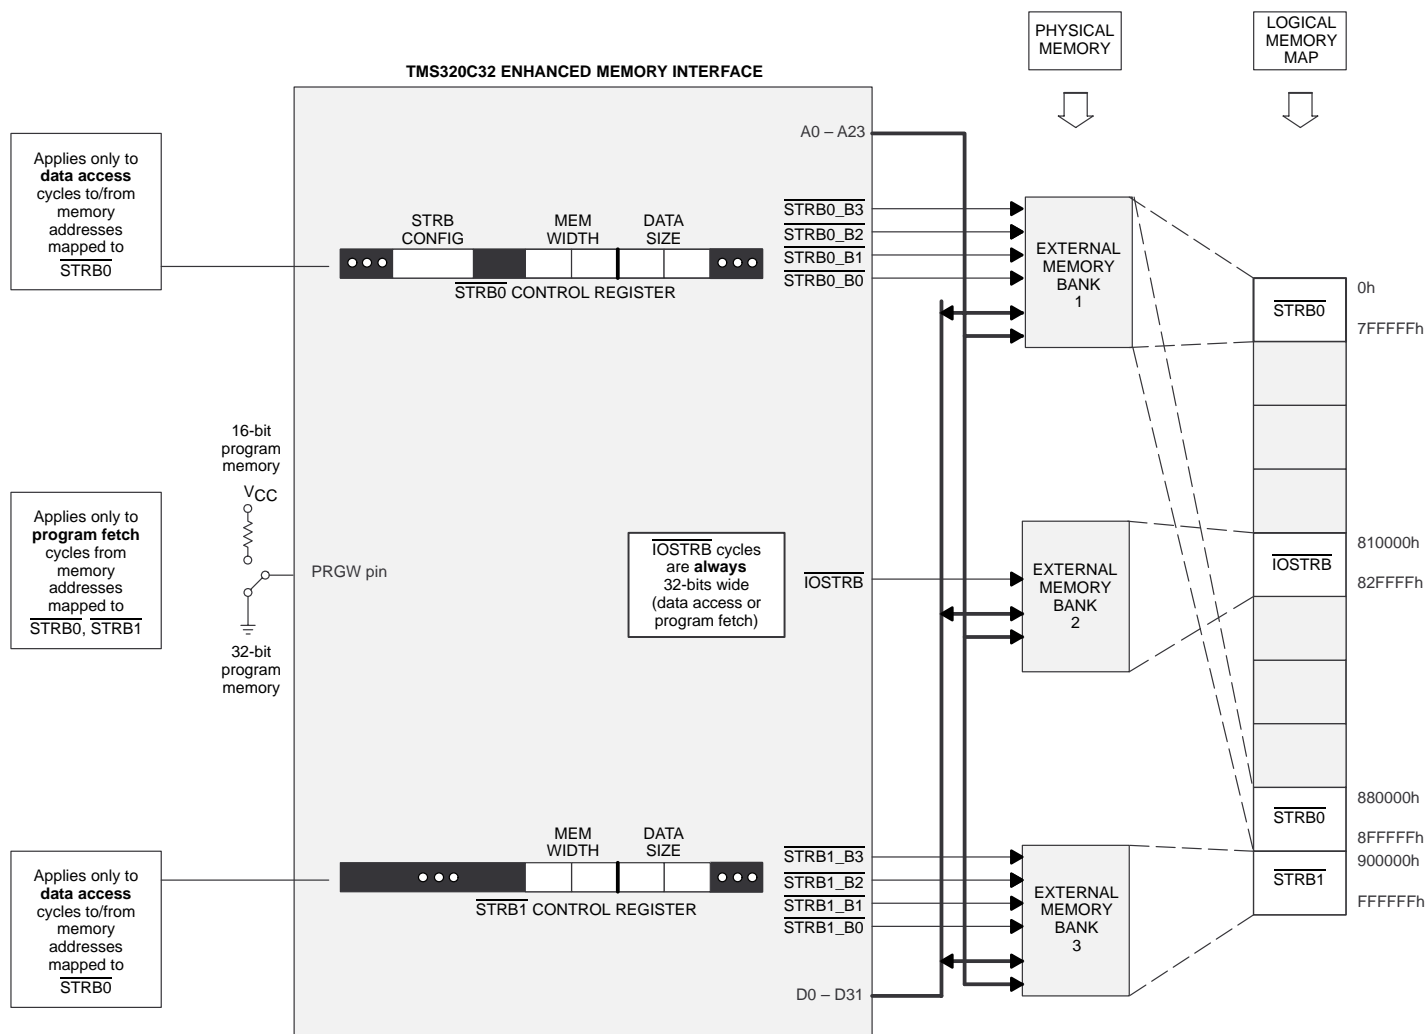 PHYSICAL
MEMORY
LOGICAL
MEMORY
MAP
TMS320C32 ENHANCED MEMORY INTERFACE
Applies only to
data access
cycles to/from
memory
addresses
mapped to
STRB0
STRB
CONFIG
MEM
WIDTH
DATA
SIZE
STRB0 CONTROL REGISTER
A0 – A23
STRB0_B3
STRB0_B2
STRB0_B1
STRB0_B0
EXTERNAL
MEMORY
BANK
1
STRB0
0h
7FFFFFh
16-bit
program
memory
VCC
Applies only to
program fetch
cycles from
memory
addresses
mapped to
STRB0, STRB1
32-bit
program
memory
PRGW pin
IOSTRB cycles
are always
32-bits wide
(data access or
program fetch)
IOSTRB
EXTERNAL
MEMORY
BANK
2
IOSTRB
810000h
82FFFFh
Applies only to
data access
cycles to/from
memory
addresses
mapped to
STRB0
MEM
WIDTH
DATA
SIZE
STRB1 CONTROL REGISTER
STRB1_B3
STRB1_B2
STRB1_B1
STRB1_B0
D0 – D31
EXTERNAL
MEMORY
BANK
3
STRB0
880000h
8FFFFFh
STRB1
900000h
FFFFFFh